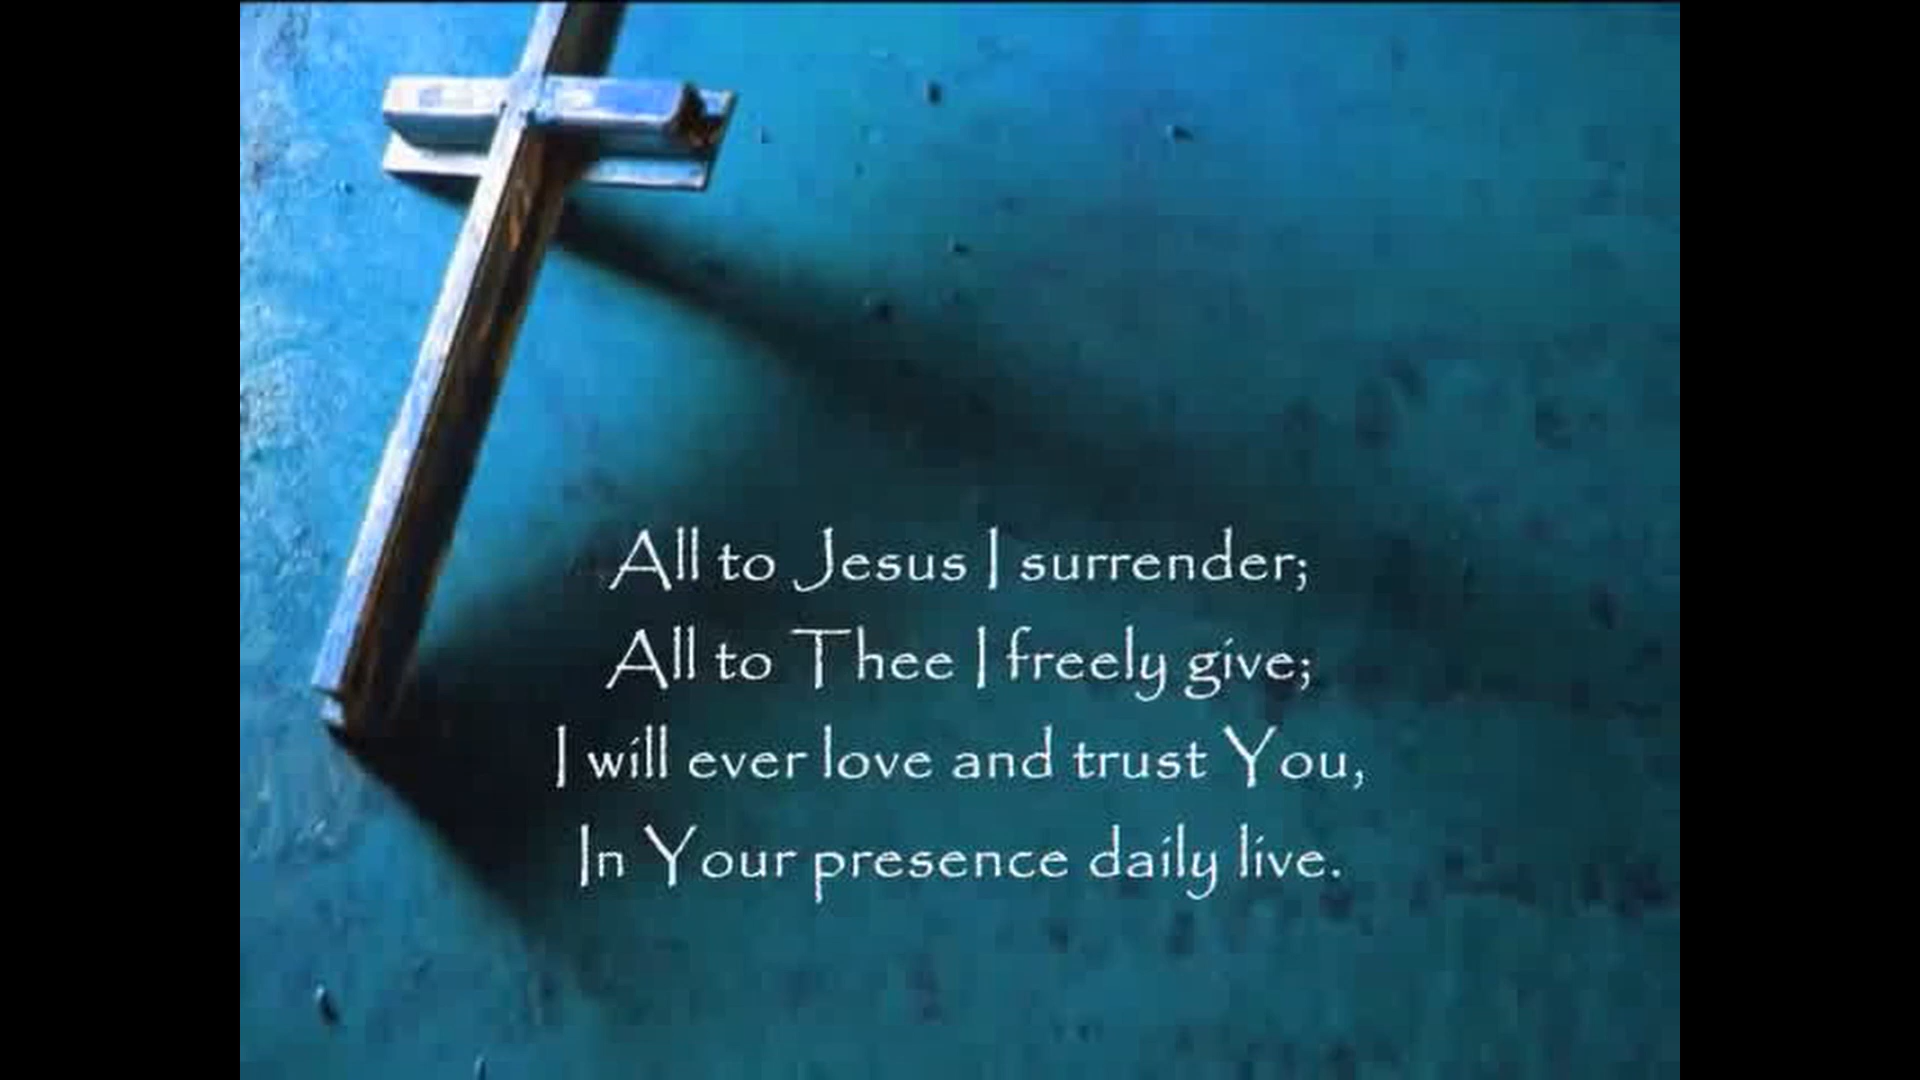 All to Jesus I surrender;
All to Thee I freely give;
I will ever love and trust You,
In Your presence daily live.